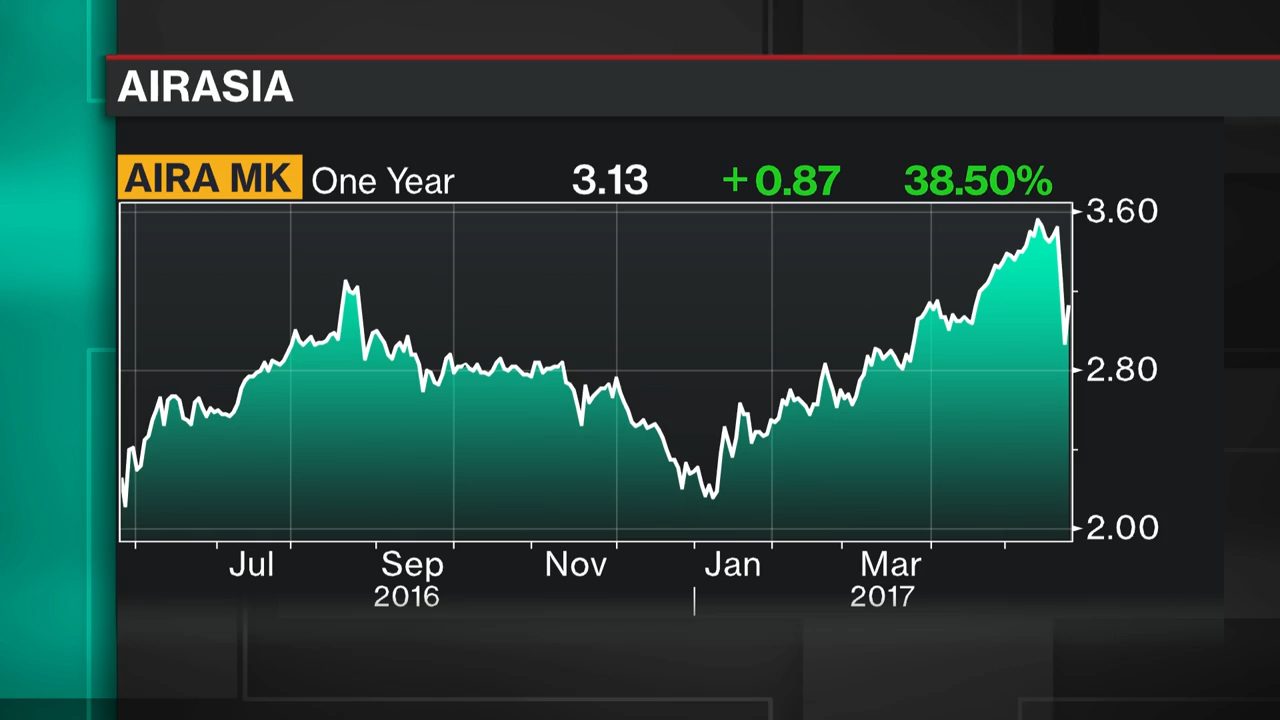 AIRASIA
AIRA MK One Year 3.13 +0.87 38.50%
3.60
2.80
2.00
Jul Sep Nov Jan Mar
2016 2017